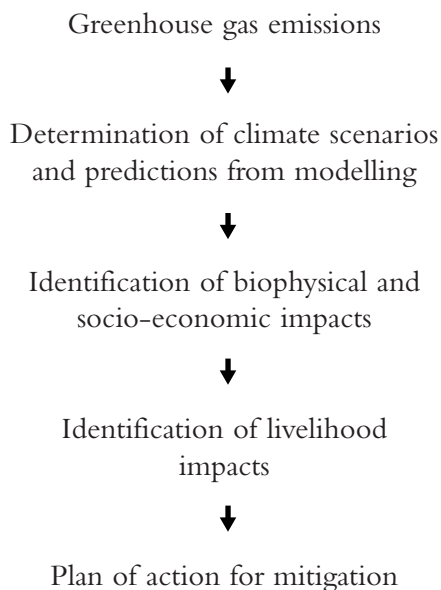 Greenhouse gas emissions
Determination of climate scenarios
and predictions from modelling
Identification of biophysical and
socio-economic impacts
Identification of livelihood
impacts
Plan of action for mitigation